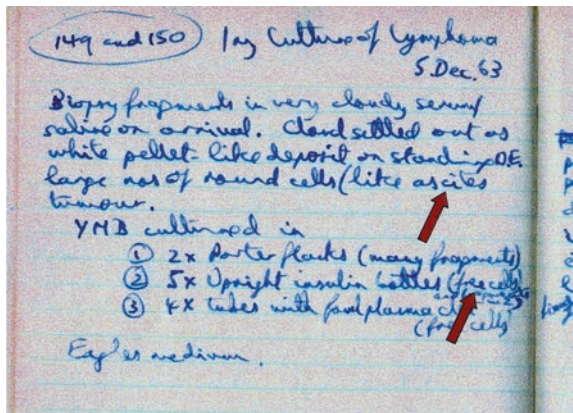 149 and 150 1ry Culture of Lymphoma
5 Dec. 63
Biopsy fragments in very cloudy serum/
saline on arrival. Cloud settled out as
white pellet-like deposit on standing O.E.
large nos of round cells (like ascites
tumour.
cultured in
① 2x Porter flasks (many fragments)
② 5x Upright insulin bottles (free cells
③ 4x tubes with fowl plasma
(free cells
Eagles medium.